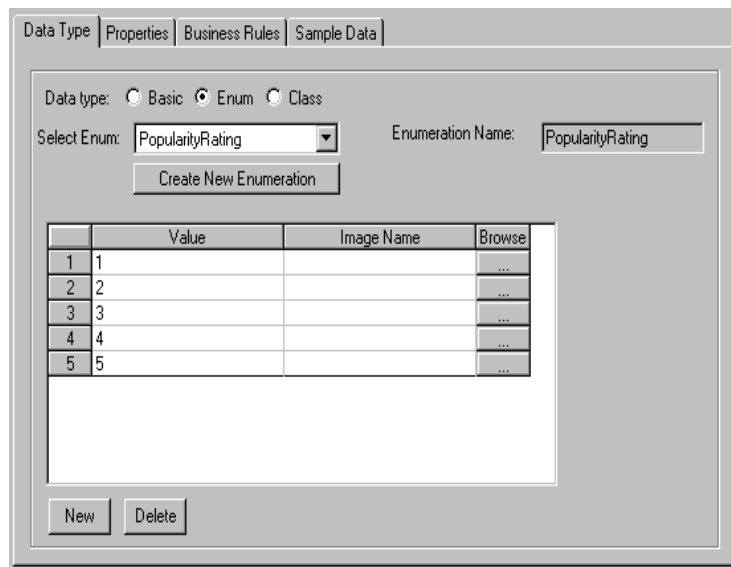 Data Type Properties Business Rules Sample Data
Data type: Basic Enum Class
Select Enum: PopularityRating Enumeration Name: PopularityRating
Create New Enumeration
Value Image Name Browse
1 1 ...
2 2 ...
3 3 ...
4 4 ...
5 5 ...
New Delete